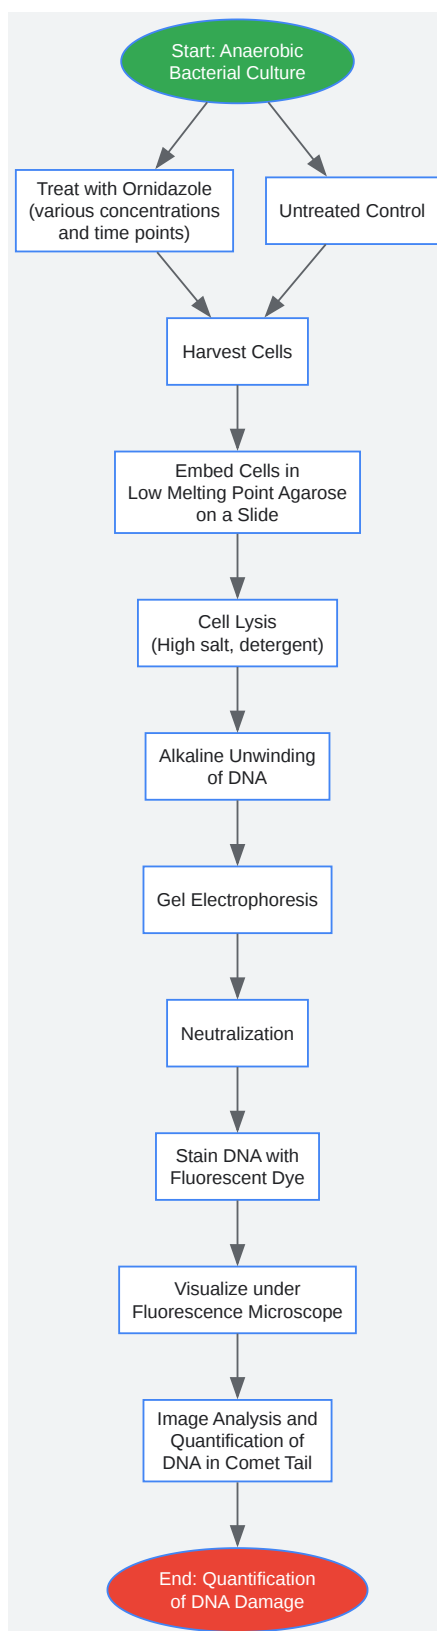 Start: Anaerobic
Bacterial Culture
Treat with Ornidazole
(various concentrations
and time points)
Untreated Control
Harvest Cells
Embed Cells in
Low Melting Point Agarose
on a Slide
Cell Lysis
(High salt, detergent)
Alkaline Unwinding
of DNA
Gel Electrophoresis
Neutralization
Stain DNA with
Fluorescent Dye
Visualize under
Fluorescence Microscope
Image Analysis and
Quantification of
DNA in Comet Tail
End: Quantification
of DNA Damage